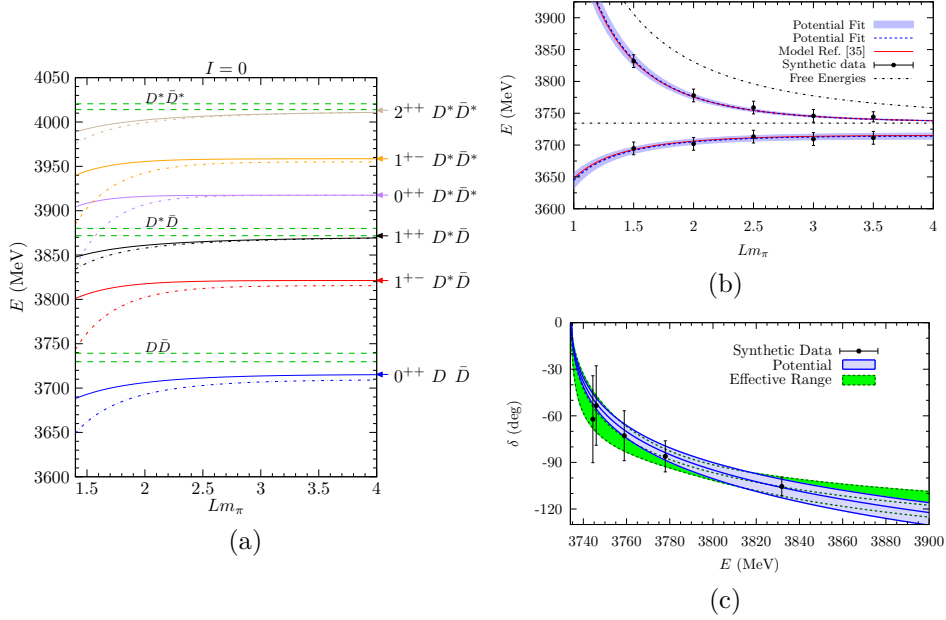 I = 0
4050
4000
3950
3900
3850
3800
3750
3700
3650
3600
E (MeV)
D*D̄*
D*D̄
DD̄
2⁺⁺ D*D̄*
1⁺⁻ D*D̄*
0⁺⁺ D*D̄*
1⁺⁺ D*D̄
1⁺⁻ D*D̄
0⁺⁺ D D̄
1.5 2 2.5 3 3.5 4
Lm_π
(a)
3900
3850
3800
3750
3700
3650
3600
E (MeV)
Potential Fit
Potential Fit
Model Ref. [35]
Synthetic data
Free Energies
1 1.5 2 2.5 3 3.5 4
Lm_π
(b)
0
-30
-60
-90
-120
δ (deg)
Synthetic Data
Potential
Effective Range
3740 3760 3780 3800 3820 3840 3860 3880 3900
E (MeV)
(c)